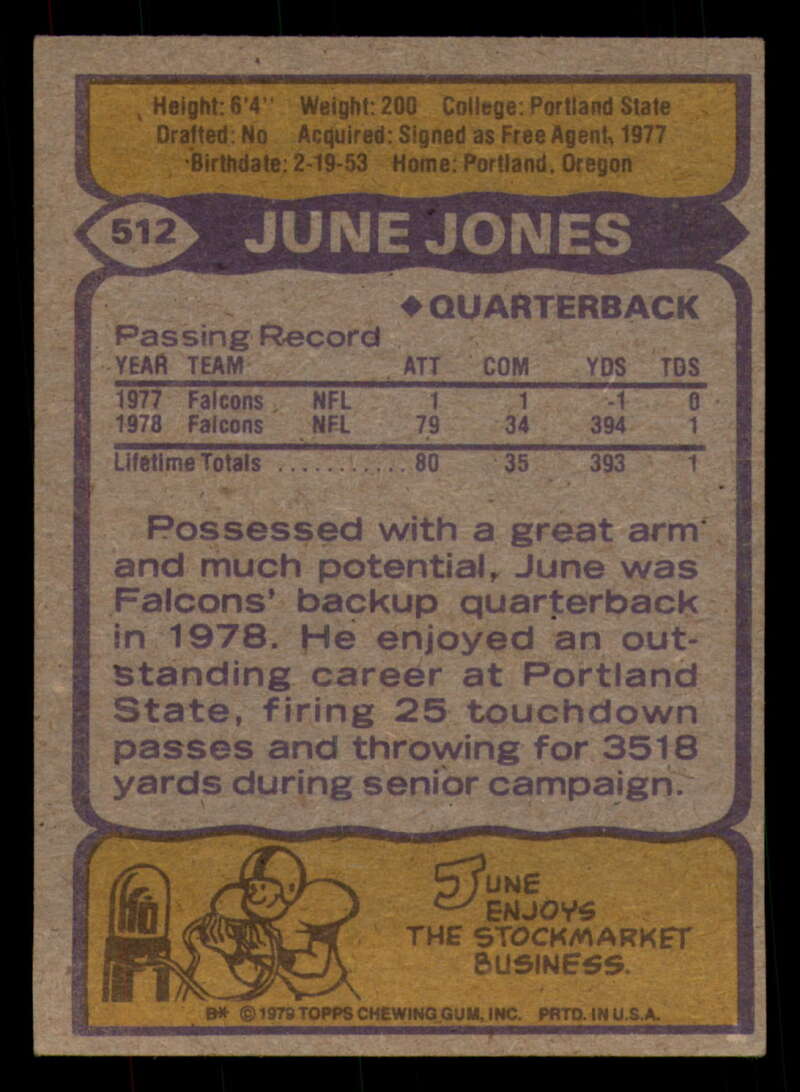 Height: 6'4" Weight: 200 College: Portland State
Drafted: No Acquired: Signed as Free Agent, 1977
Birthdate: 2-19-53 Home: Portland, Oregon
512 JUNE JONES
◆ QUARTERBACK
Passing Record
YEAR TEAM ATT COM YDS TDS
1977 Falcons NFL 1 1 -1 0
1978 Falcons NFL 79 34 394 1
Lifetime Totals ............ 80 35 393 1
Possessed with a great arm
and much potential, June was
Falcons' backup quarterback
in 1978. He enjoyed an out-
standing career at Portland
State, firing 25 touchdown
passes and throwing for 3518
yards during senior campaign.
JUNE
ENJOYS
THE STOCKMARKET
BUSINESS.
B* © 1979 TOPPS CHEWING GUM, INC. PRTD. IN U.S.A.